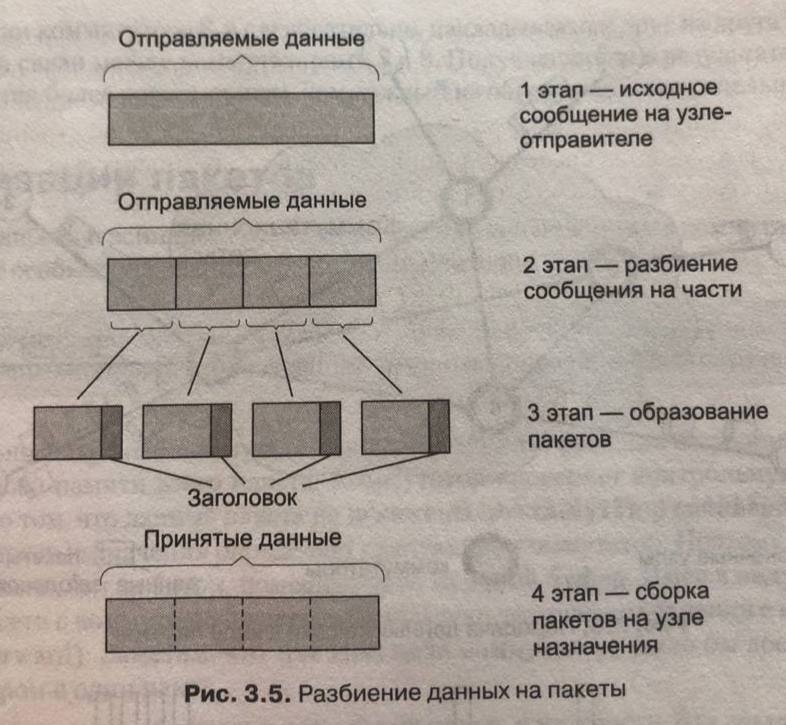 Отправляемые данные
1 этап — исходное
сообщение на узле-
отправителе
Отправляемые данные
2 этап — разбиение
сообщения на части
3 этап — образование
пакетов
Заголовок
Принятые данные
4 этап — сборка
пакетов на узле
назначения
Рис. 3.5. Разбиение данных на пакеты